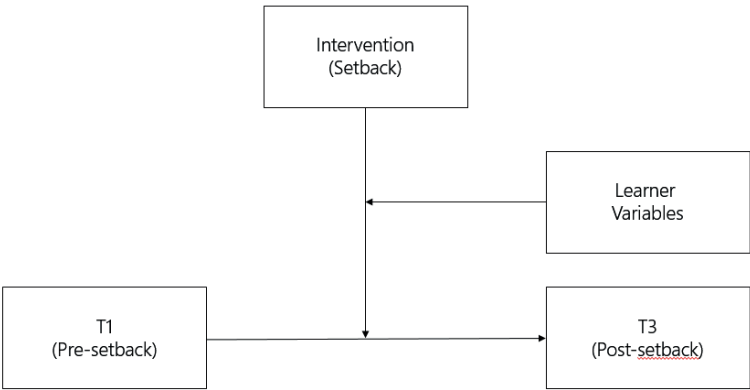 Intervention
(Setback)
Learner
Variables
T1
(Pre-setback)
T3
(Post-setback)